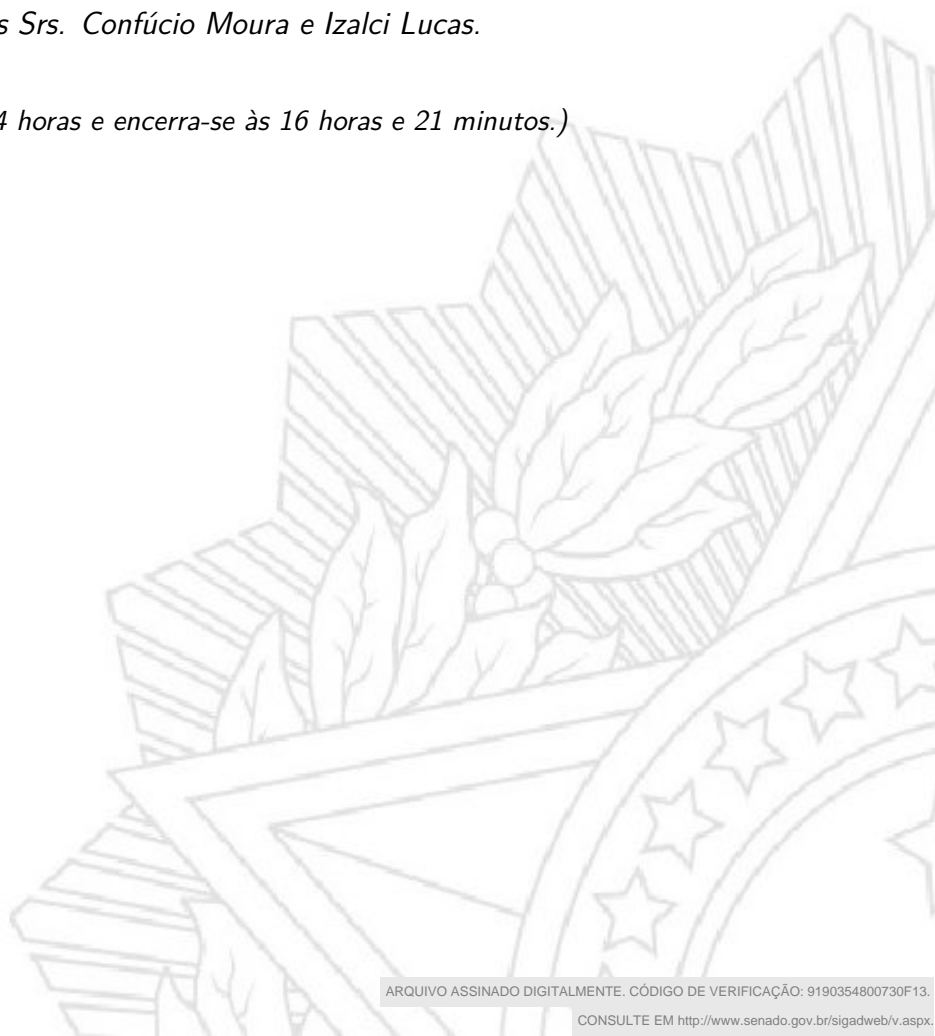 s Srs. Confúcio Moura e Izalci Lucas.
4 horas e encerra-se às 16 horas e 21 minutos.)
ARQUIVO ASSINADO DIGITALMENTE. CÓDIGO DE VERIFICAÇÃO: 9190354800730F13.
CONSULTE EM http://www.senado.gov.br/sigadweb/v.aspx.